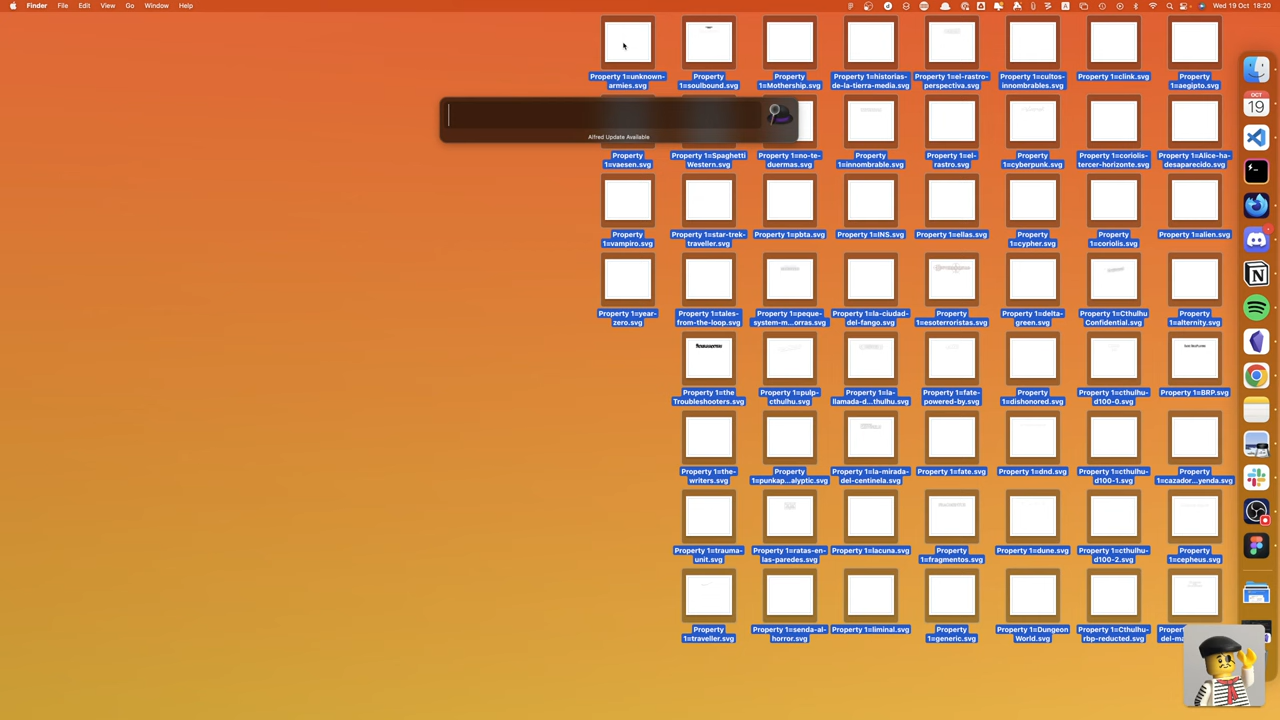 Finder File Edit View Go Window Help
Wed 19 Oct 18:20
Property 1=unknown-
armies.svg
Property
1=soulbound.svg
Property
1=Mothership.svg
Property
1=historias-
de-la-tierra-media.svg
Property 1=el-rastro-
perspectiva.svg
Property
1=cultos-
innombrables.svg
Property
1=clink.svg
Property
1=aegipto.svg
Alfred Update Available
Property
1=vaesen.svg
Property 1=Spaghetti
Western.svg
Property 1=no-te-
duermas.svg
Property
1=innombrable.svg
Property 1=el-
rastro.svg
Property
1=cyberpunk.svg
Property 1=coriolis-
tercer-horizonte.svg
Property 1=Alice-ha-
desaparecido.svg
Property
1=vampiro.svg
Property 1=star-trek-
traveller.svg
Property 1=pbta.svg
Property 1=INS.svg
Property 1=ellas.svg
Property
1=cypher.svg
Property
1=coriolis.svg
Property 1=alien.svg
Property 1=year-
zero.svg
Property 1=tales-
from-the-loop.svg
Property 1=peque-
system-m...orras.svg
Property 1=la-ciudad-
del-fango.svg
Property
1=esoterroristas.svg
Property 1=delta-
green.svg
Property 1=Cthulhu
Confidential.svg
Property
1=alternity.svg
Property 1=the
Troubleshooters.svg
Property 1=pulp-
cthulhu.svg
Property 1=la-
llamada-d...thulhu.svg
Property 1=fate-
powered-by.svg
Property
1=dishonored.svg
Property 1=cthulhu-
d100-0.svg
Property 1=BRP.svg
Property 1=the-
writers.svg
Property
1=punkap...alyptic.svg
Property 1=la-mirada-
del-centinela.svg
Property 1=fate.svg
Property 1=dnd.svg
Property 1=cthulhu-
d100-1.svg
Property
1=cazador...yenda.svg
Property 1=trauma-
unit.svg
Property 1=ratas-en-
las-paredes.svg
Property 1=lacuna.svg
Property
1=fragmentos.svg
Property 1=dune.svg
Property 1=cthulhu-
d100-2.svg
Property
1=cepheus.svg
Property
1=traveller.svg
Property 1=senda-al-
horror.svg
Property 1=liminal.svg
Property
1=generic.svg
Property 1=Dungeon
World.svg
Property 1=Cthulhu-
rbp-reducted.svg
OCT
19